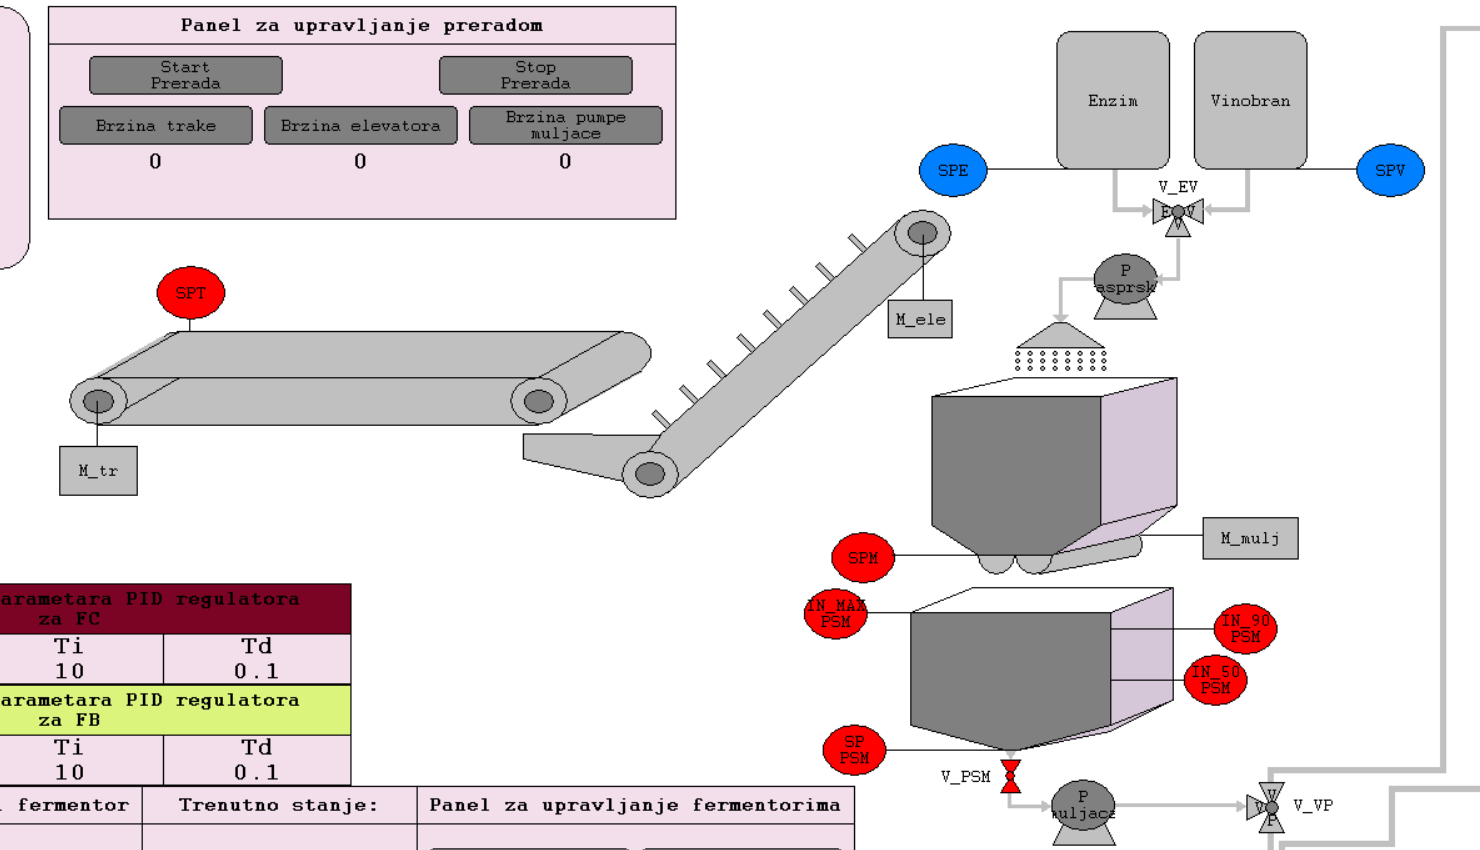 Panel za upravljanje preradom
Start
Prerada
Stop
Prerada
Brzina trake
Brzina elevatora
Brzina pumpe
muljace
0
0
0
Enzim
Vinobran
SPE
SPV
V_EV
E V
V
P
asprsk
SPT
M_ele
M_tr
SPM
M_mulj
IN_MAX
PSM
IN_90
PSM
IN_50
PSM
SP
PSM
V_PSM
P
muljace
V
V
P
V_VP
arametara PID regulatora
za FC
Ti
Td
10
0.1
arametara PID regulatora
za FB
Ti
Td
10
0.1
fermentor
Trenutno stanje:
Panel za upravljanje fermentorima